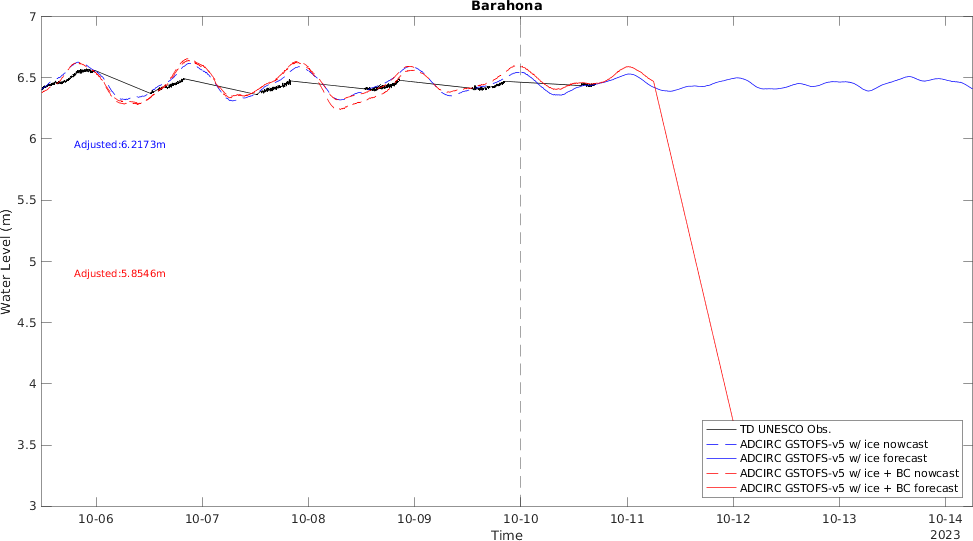 Barahona
7
6.5
6
5.5
5
4.5
4
3.5
3
Water Level (m)
Adjusted:6.2173m
Adjusted:5.8546m
TD UNESCO Obs.
ADCIRC GSTOFS-v5 w/ ice nowcast
ADCIRC GSTOFS-v5 w/ ice forecast
ADCIRC GSTOFS-v5 w/ ice + BC nowcast
ADCIRC GSTOFS-v5 w/ ice + BC forecast
10-06 10-07 10-08 10-09 10-10 10-11 10-12 10-13 10-14
2023
Time